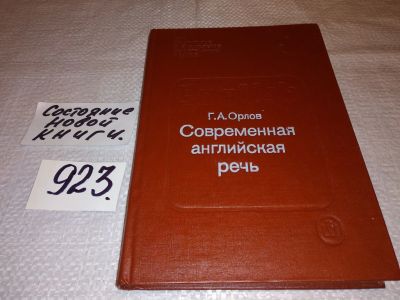 Состояние
новой
книги.
923.
Г.А.Орлов
Современная
английская
речь